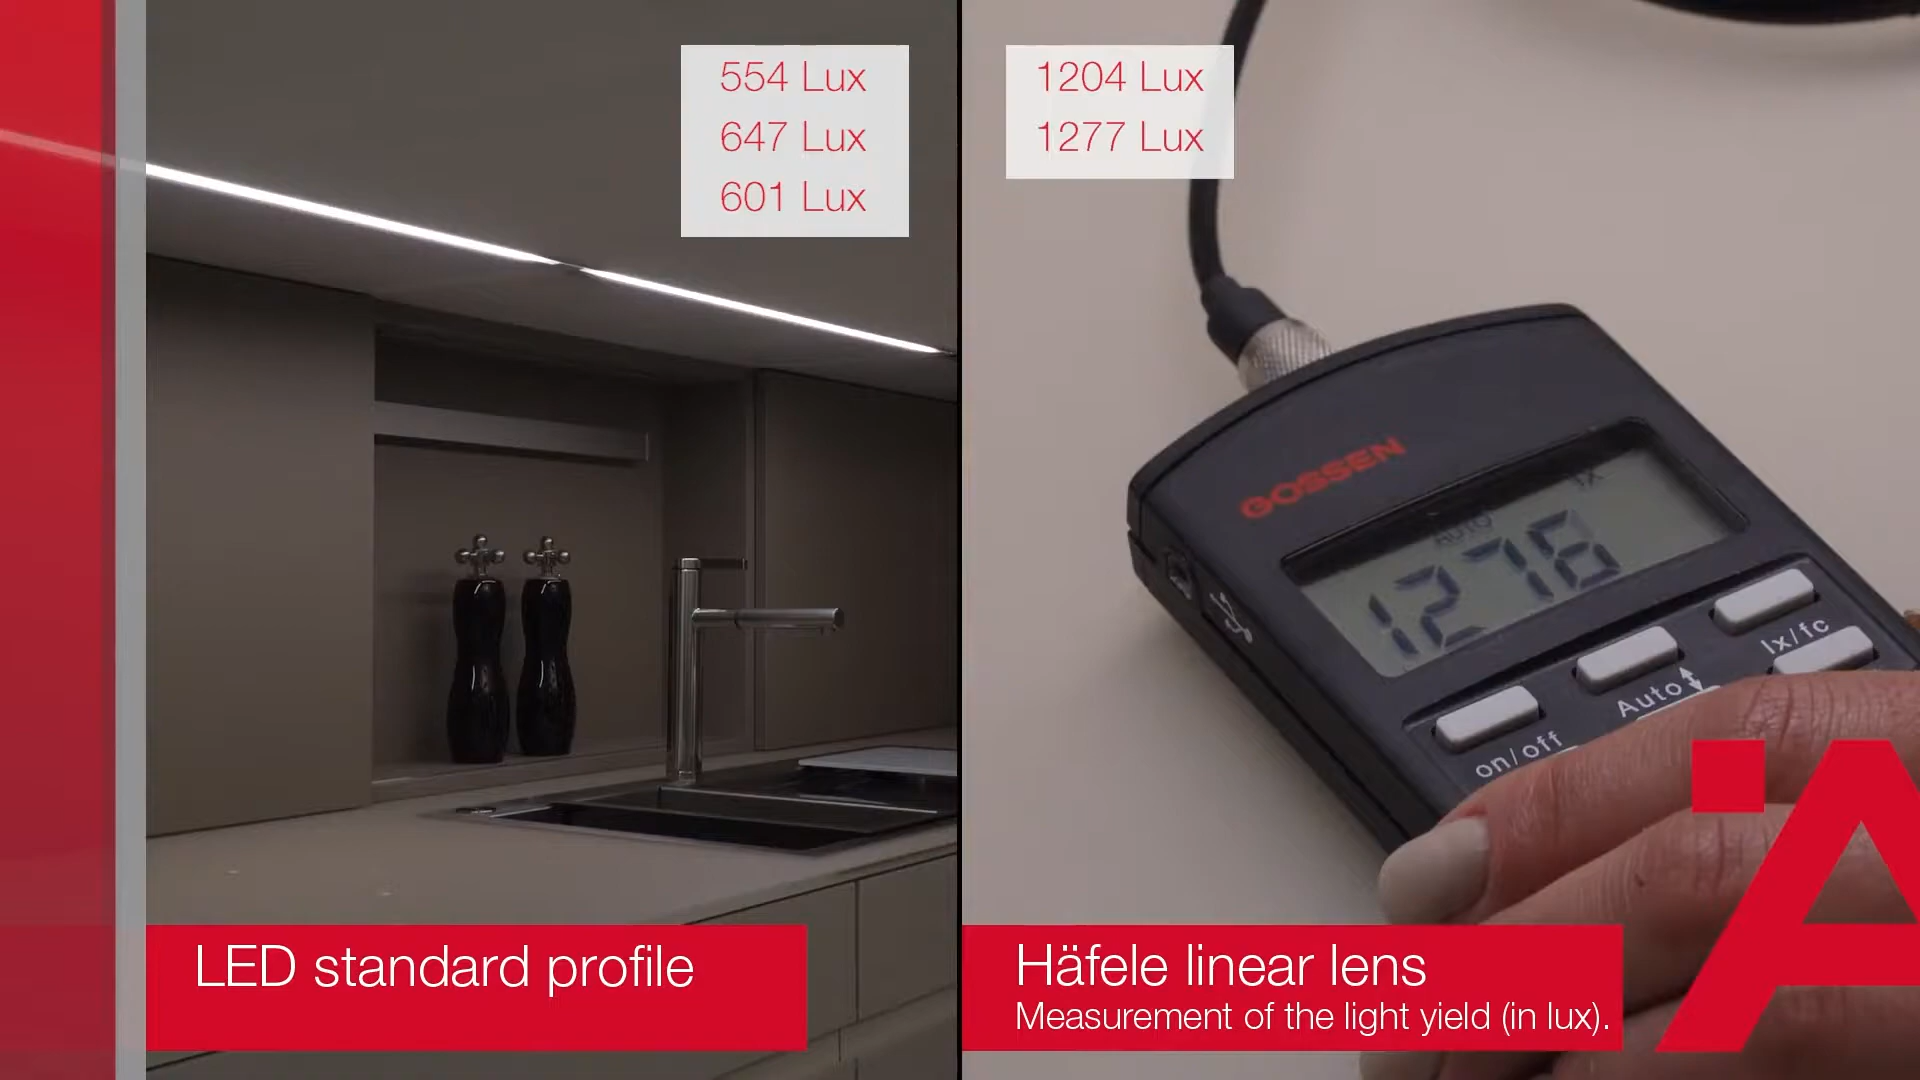 554 Lux
647 Lux
601 Lux
1204 Lux
1277 Lux
GOSSEN
lx
AUTO
1276
lx/fc
Auto
on/off
LED standard profile
Häfele linear lens
Measurement of the light yield (in lux).